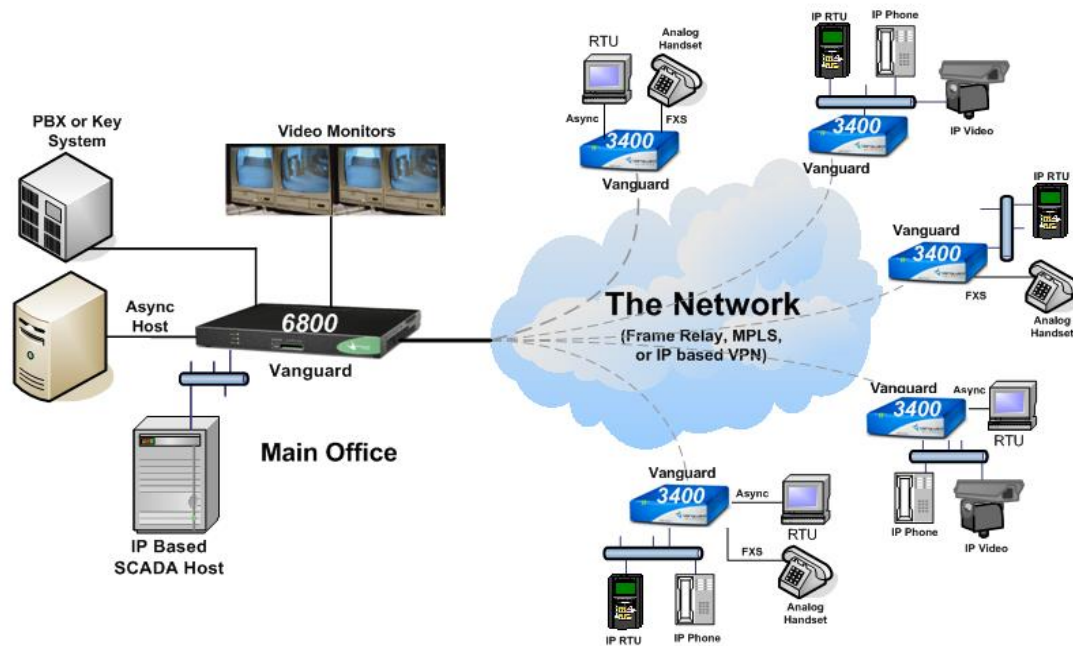 PBX or Key
System
Video Monitors
Async
Host
6800
Vanguard
IP Based
SCADA Host
Main Office
The Network
(Frame Relay, MPLS,
or IP based VPN)
RTU
Analog
Handset
Async
FXS
3400
Vanguard
IP RTU
IP Phone
IP Video
3400
Vanguard
Vanguard
3400
IP RTU
FXS
Analog
Handset
Vanguard
3400
Async
RTU
IP Phone
IP Video
Vanguard
3400
Async
RTU
FXS
Analog
Handset
IP RTU
IP Phone